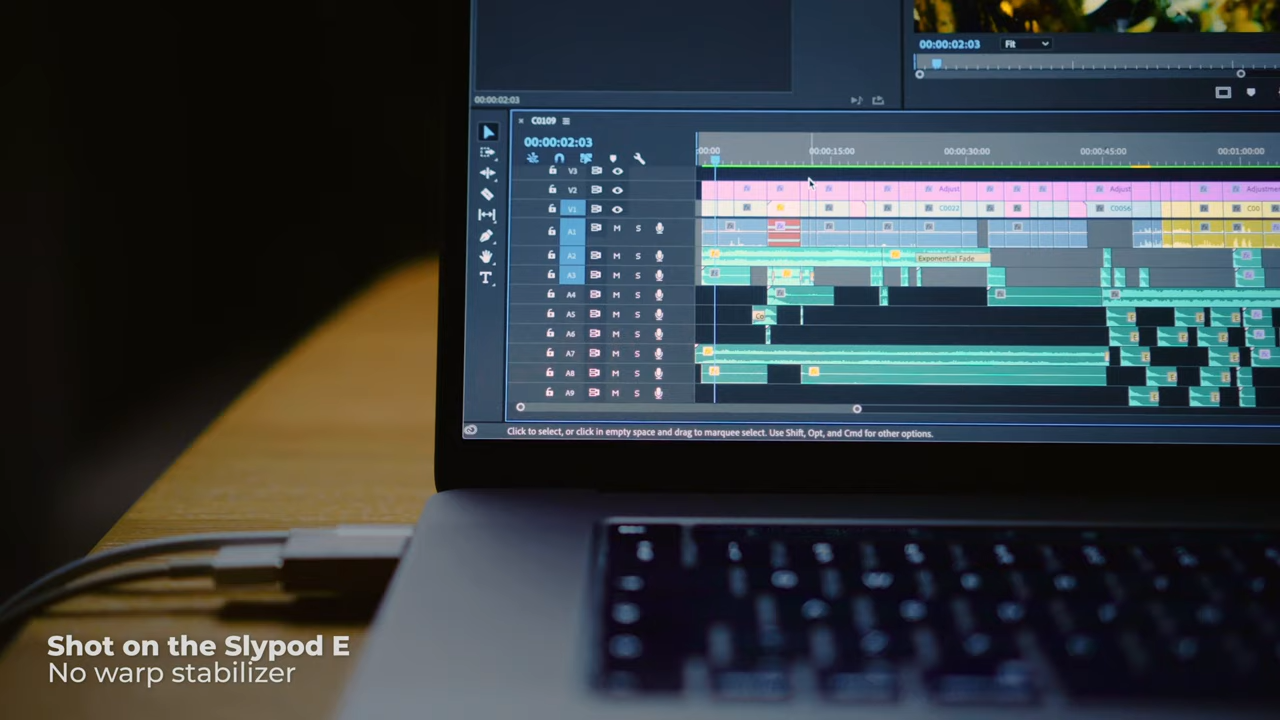 00:00:02:03
Fit
00:00:02:03
C0109
00:00:02:03
:00:00
00:00:15:00
00:00:30:00
00:00:45:00
00:01:00:00
V3
V2
Adjust
Adjust
Adjustme
V1
C0022
C0056
C00
A1 M S
A2
Exponential Fade
A3 M S
A4 M S
A5 M S
Co
A6 M S
A7 M S
A8 M S
A9 M S
Click to select, or click in empty space and drag to marquee select. Use Shift, Opt, and Cmd for other options.
Shot on the Slypod E
No warp stabilizer